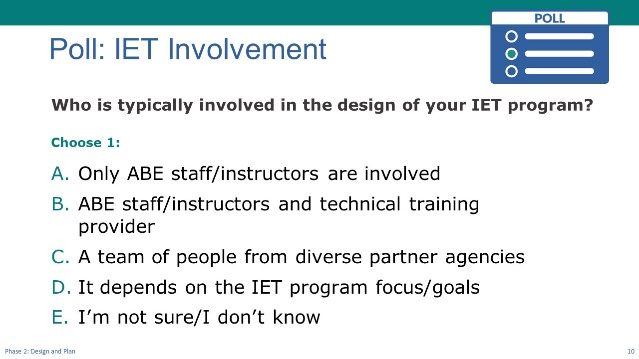 POLL
Poll: IET Involvement
Who is typically involved in the design of your IET program?
Choose 1:
A. Only ABE staff/instructors are involved
B. ABE staff/instructors and technical training
provider
C. A team of people from diverse partner agencies
D. It depends on the IET program focus/goals
E. I’m not sure/I don’t know
Phase 2: Design and Plan
10